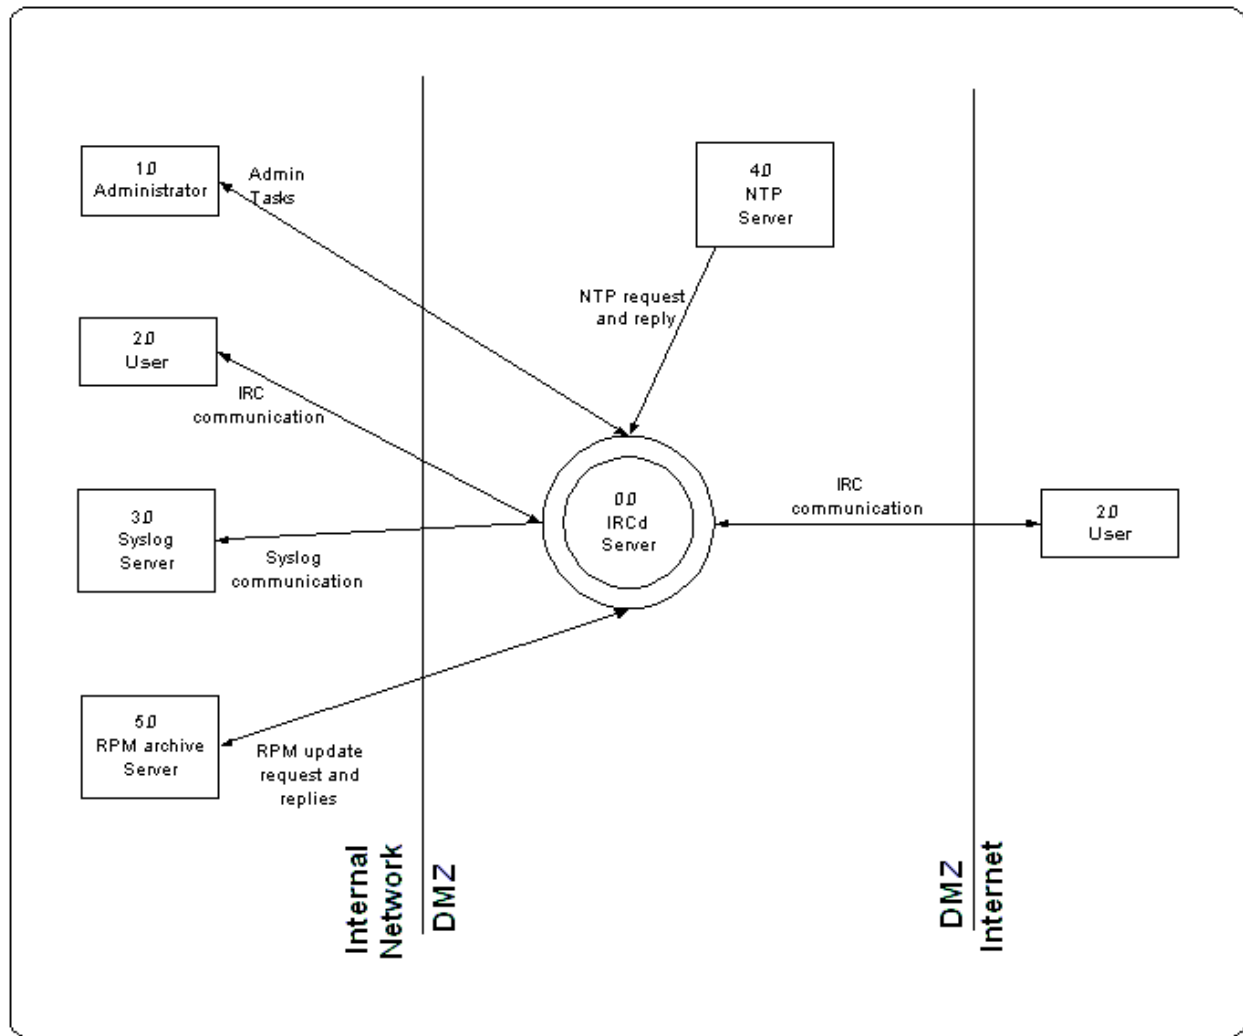 1.0
Administrator
Admin
Tasks
4.0
NTP
Server
NTP request
and reply
2.0
User
IRC
communication
3.0
Syslog
Server
Syslog
communication
0.0
IRCd
Server
IRC
communication
2.0
User
5.0
RPM archive
Server
RPM update
request and
replies
Internal
Network
DMZ
DMZ
Internet